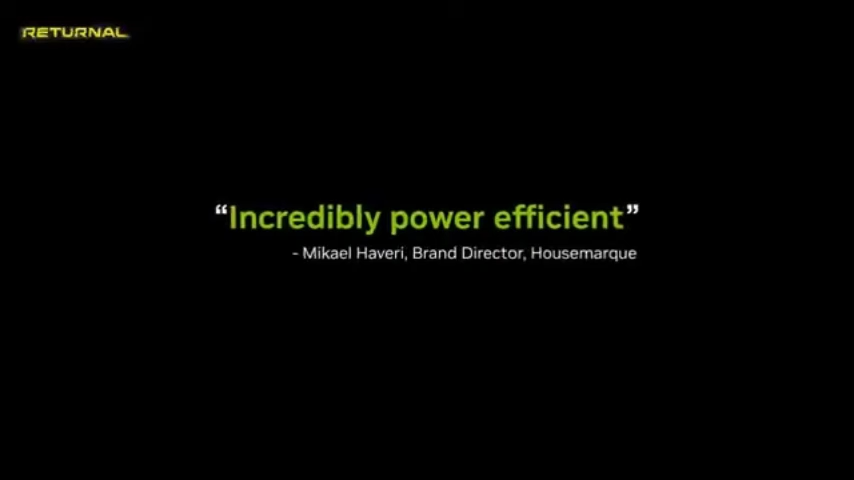 RETURNAL
“Incredibly power efficient”
- Mikael Haveri, Brand Director, Housemarque